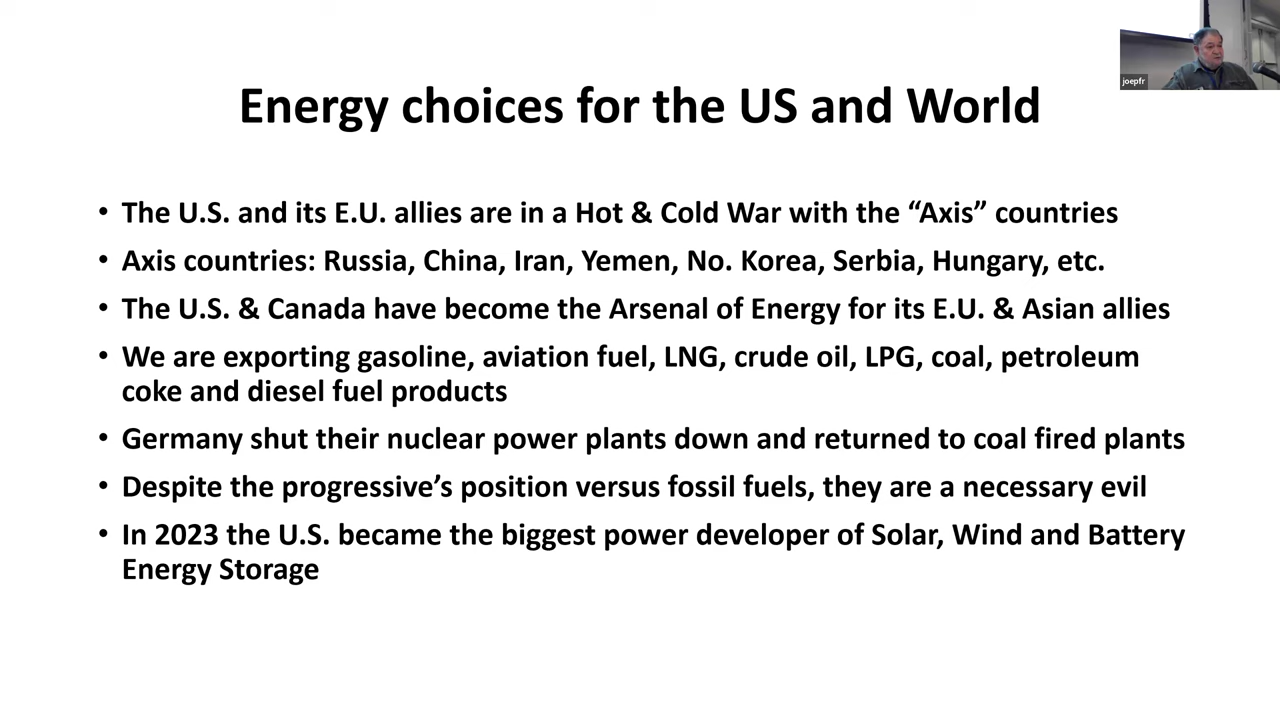 joepfr
Energy choices for the US and World
• The U.S. and its E.U. allies are in a Hot & Cold War with the “Axis” countries
• Axis countries: Russia, China, Iran, Yemen, No. Korea, Serbia, Hungary, etc.
• The U.S. & Canada have become the Arsenal of Energy for its E.U. & Asian allies
• We are exporting gasoline, aviation fuel, LNG, crude oil, LPG, coal, petroleum
coke and diesel fuel products
• Germany shut their nuclear power plants down and returned to coal fired plants
• Despite the progressive’s position versus fossil fuels, they are a necessary evil
• In 2023 the U.S. became the biggest power developer of Solar, Wind and Battery
Energy Storage